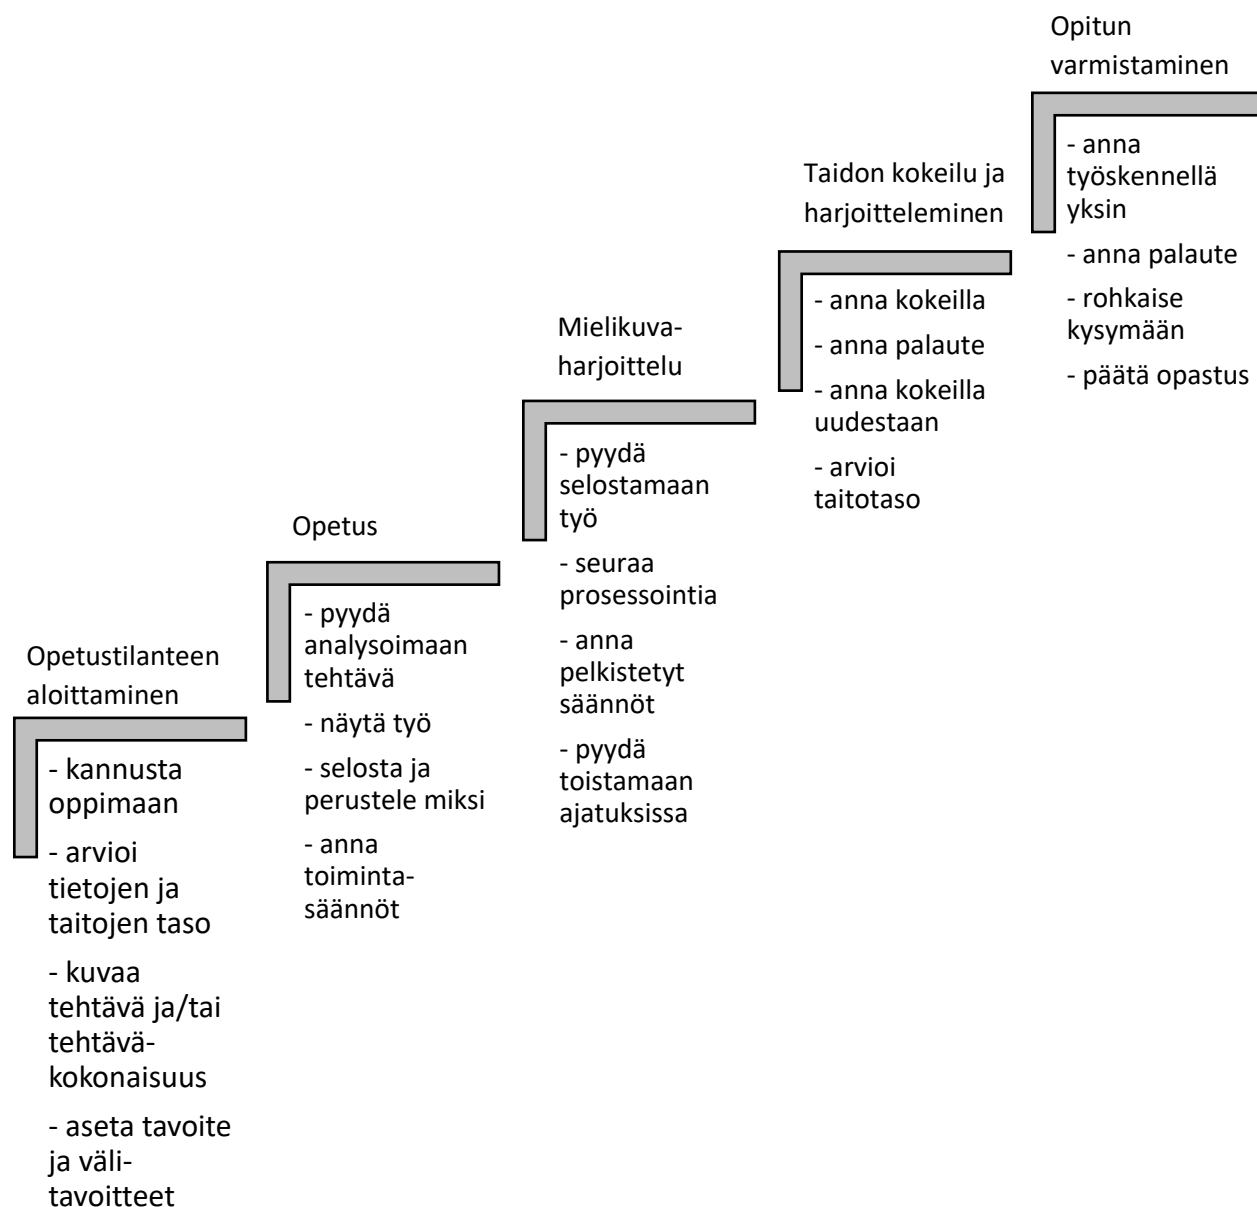 Opetustilanteen
aloittaminen
- kannusta
oppimaan
- arvioi
tietojen ja
taitojen taso
- kuvaa
tehtävä ja/tai
tehtävä-
kokonaisuus
- aseta tavoite
ja väli-
tavoitteet
Opetus
- pyydä
analysoimaan
tehtävä
- näytä työ
- selosta ja
perustele miksi
- anna
toiminta-
säännöt
Mielikuva-
harjoittelu
- pyydä
selostamaan
työ
- seuraa
prosessointia
- anna
pelkistetyt
säännöt
- pyydä
toistamaan
ajatuksissa
Taidon kokeilu ja
harjoitteleminen
- anna kokeilla
- anna palaute
- anna kokeilla
uudestaan
- arvioi
taitotaso
Opitun
varmistaminen
- anna
työskennellä
yksin
- anna palaute
- rohkaise
kysymään
- päätä opastus